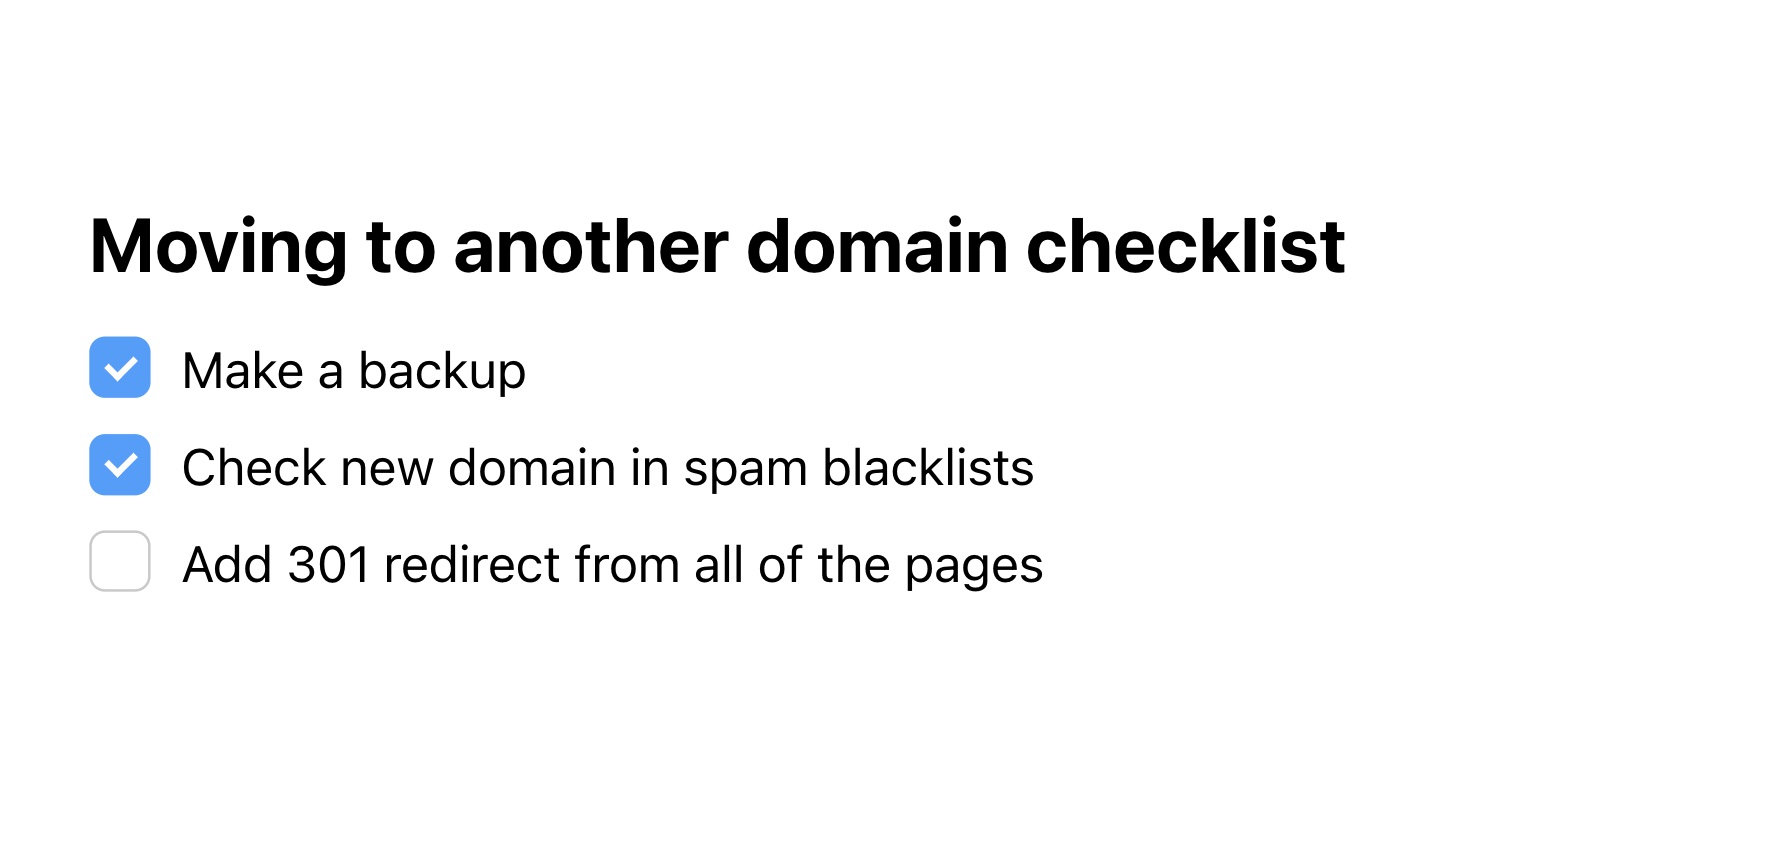 Moving to another domain checklist
Make a backup
Check new domain in spam blacklists
Add 301 redirect from all of the pages